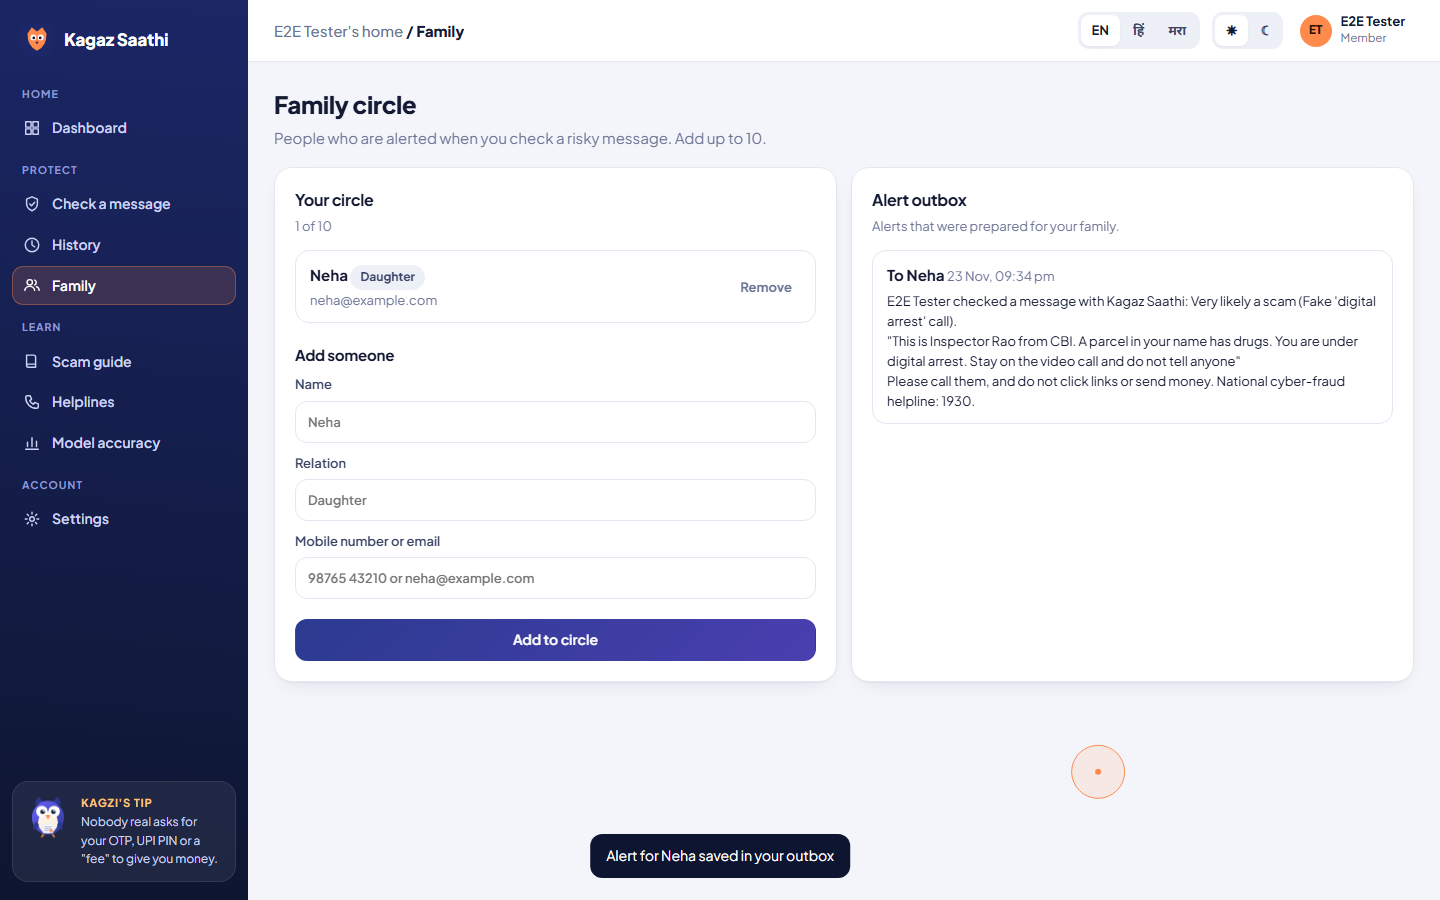 Kagaz Saathi
HOME
Dashboard
PROTECT
Check a message
History
Family
LEARN
Scam guide
Helplines
Model accuracy
ACCOUNT
Settings
KAGZI'S TIP
Nobody real asks for
your OTP, UPI PIN or a
"fee" to give you money.
E2E Tester's home / Family
EN हिं मरा
ET
E2E Tester
Member
Family circle
People who are alerted when you check a risky message. Add up to 10.
Your circle
1 of 10
Neha Daughter
neha@example.com
Remove
Add someone
Name
Neha
Relation
Daughter
Mobile number or email
98765 43210 or neha@example.com
Add to circle
Alert outbox
Alerts that were prepared for your family.
To Neha 23 Nov, 09:34 pm
E2E Tester checked a message with Kagaz Saathi: Very likely a scam (Fake 'digital
arrest' call).
"This is Inspector Rao from CBI. A parcel in your name has drugs. You are under
digital arrest. Stay on the video call and do not tell anyone"
Please call them, and do not click links or send money. National cyber-fraud
helpline: 1930.
Alert for Neha saved in your outbox